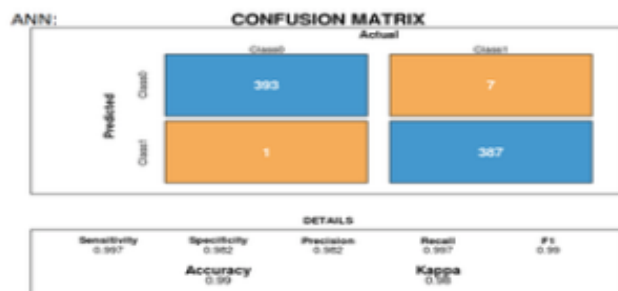 ANN: CONFUSION MATRIX
Actual
Class0 Class1
Predicted
Class0 393 7
Class1 1 387
DETAILS
Sensitivity Specificity Precision Recall F1
0.997 0.982 0.982 0.997 0.99
Accuracy Kappa
0.99 0.98